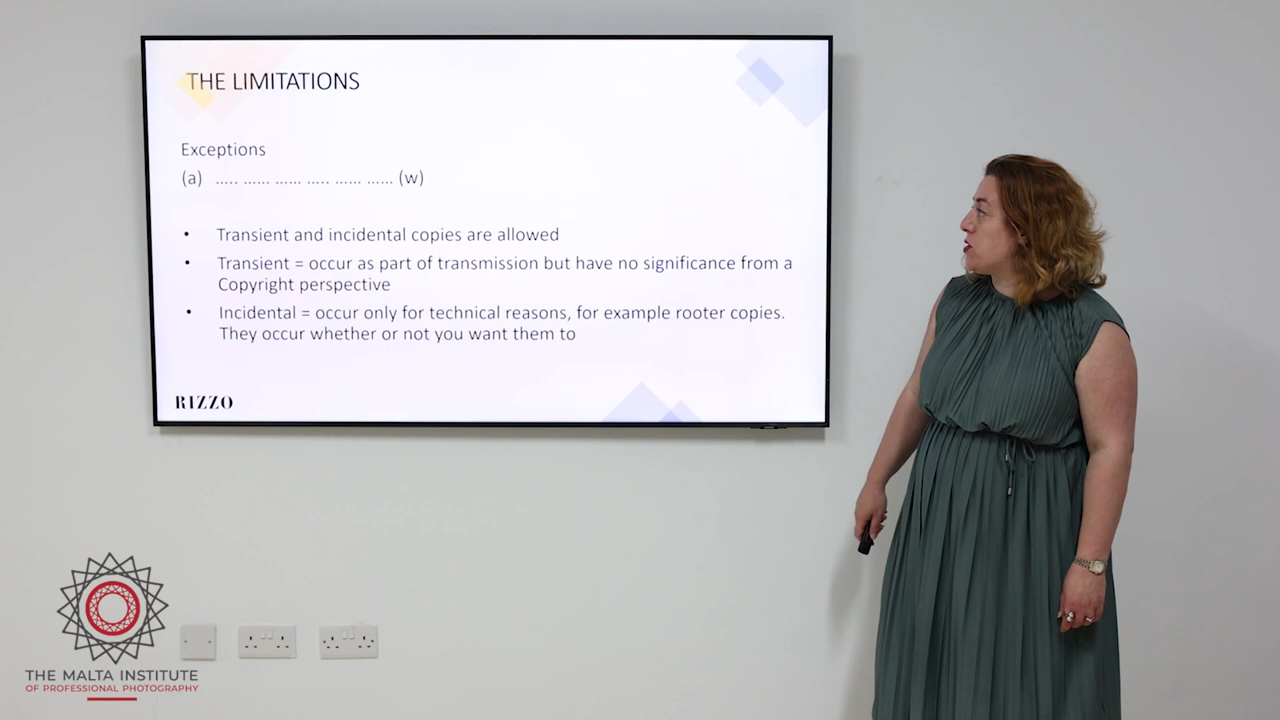 THE LIMITATIONS
Exceptions
(a) ..... ...... ...... ..... ...... ...... (w)
• Transient and incidental copies are allowed
• Transient = occur as part of transmission but have no significance from a
Copyright perspective
• Incidental = occur only for technical reasons, for example rooter copies.
They occur whether or not you want them to
RIZZO
THE MALTA INSTITUTE
OF PROFESSIONAL PHOTOGRAPHY